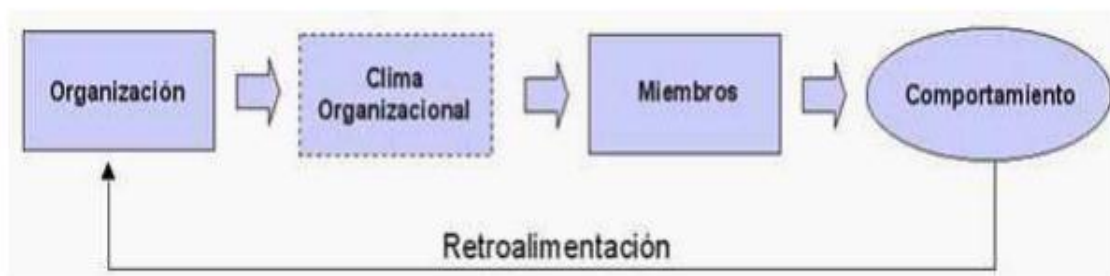 Organización
Clima
Organizacional
Miembros
Comportamiento
Retroalimentación